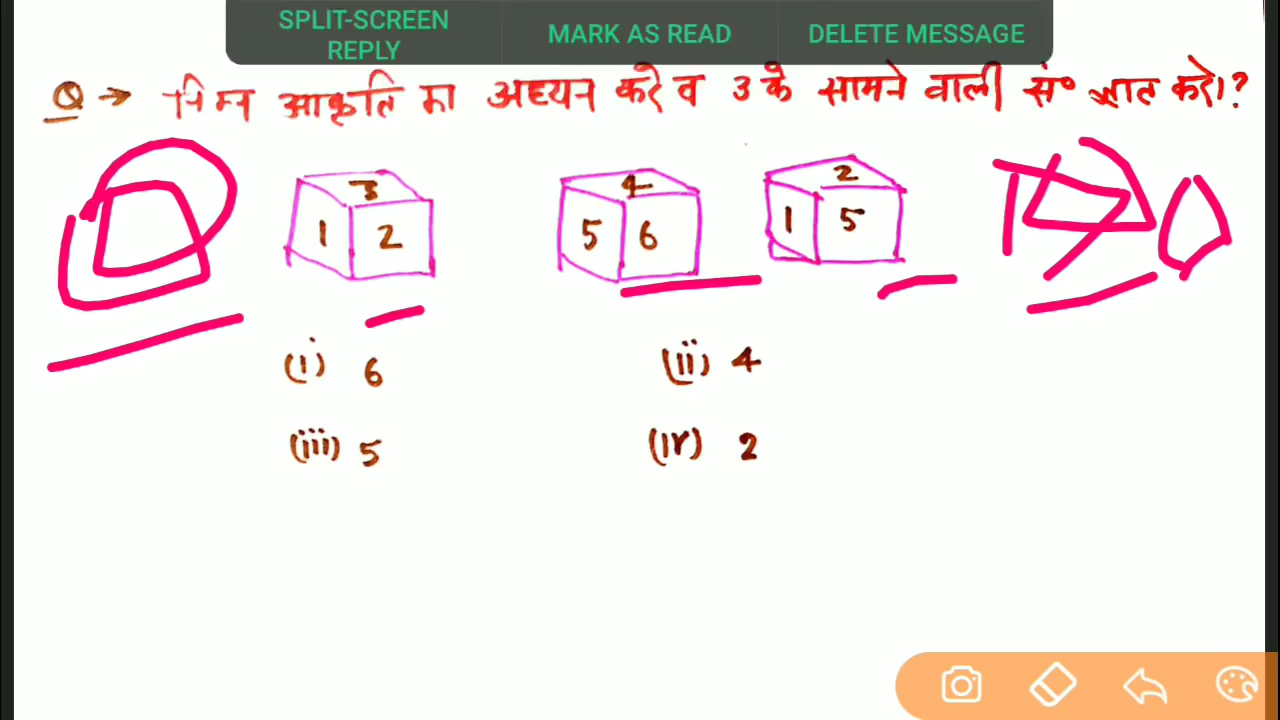 SPLIT-SCREEN REPLY MARK AS READ DELETE MESSAGE
Q → निम्न आकृति का अध्यन करे व 3 के सामने वाली सं० ज्ञात करे।?
3 4 2
1 2 5 6 1 5
(i) 6 (ii) 4
(iii) 5 (iv) 2